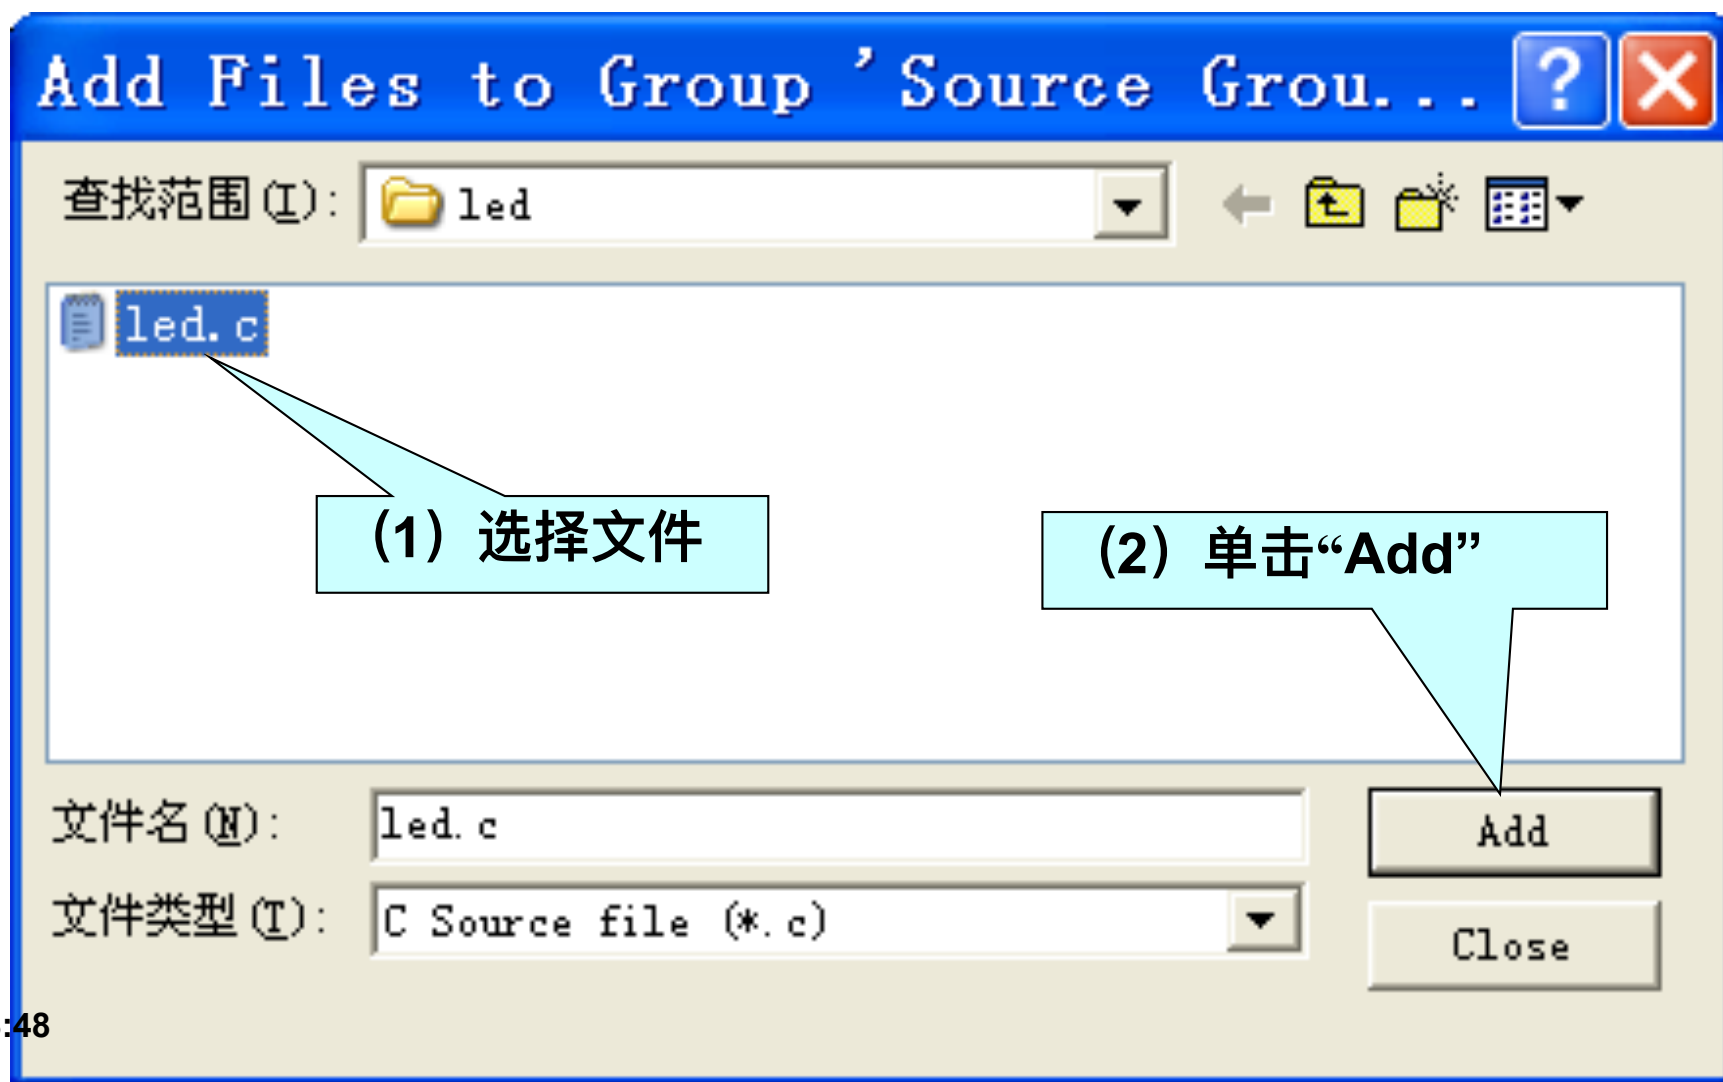 Add Files to Group 'Source Grou...
查找范围(I): led
led.c
（1）选择文件
（2）单击“Add”
文件名(N): led.c
Add
文件类型(T): C Source file (*.c)
Close
:48